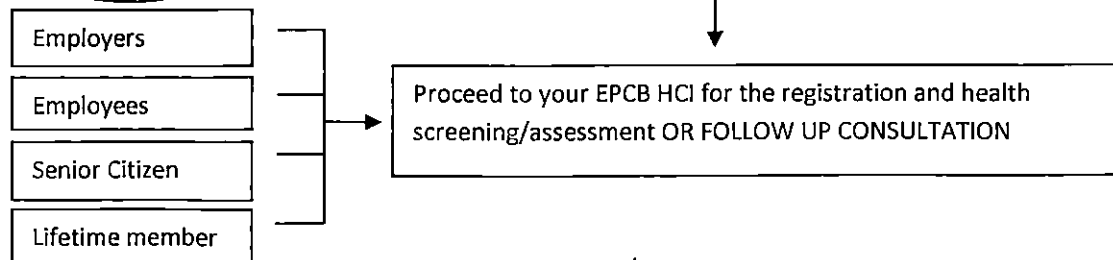 Employers
Employees
Senior Citizen
Lifetime member
Proceed to your EPCB HCI for the registration and health
screening/assessment OR FOLLOW UP CONSULTATION